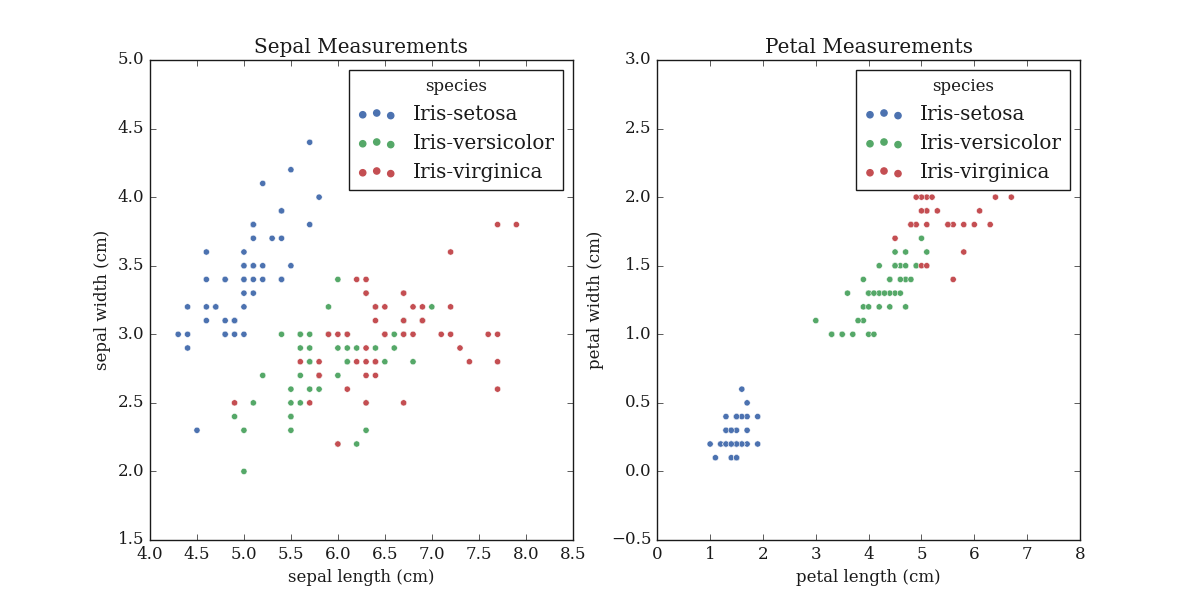 Sepal Measurements
5.0
4.5
4.0
3.5
3.0
2.5
2.0
1.5
sepal width (cm)
species
Iris-setosa
Iris-versicolor
Iris-virginica
4.0 4.5 5.0 5.5 6.0 6.5 7.0 7.5 8.0 8.5
sepal length (cm)
Petal Measurements
3.0
2.5
2.0
1.5
1.0
0.5
0.0
−0.5
petal width (cm)
species
Iris-setosa
Iris-versicolor
Iris-virginica
0 1 2 3 4 5 6 7 8
petal length (cm)